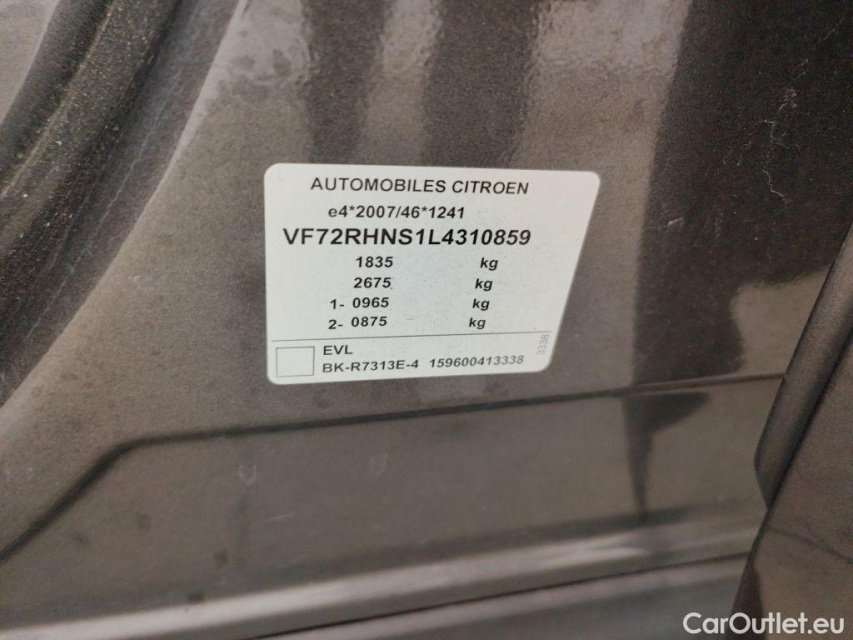 AUTOMOBILES CITROEN
e4*2007/46*1241
VF72RHNS1L4310859
1835 kg
2675 kg
1- 0965 kg
2- 0875 kg
EVL
BK-R7313E-4 159600413338
3338
CarOutlet.eu